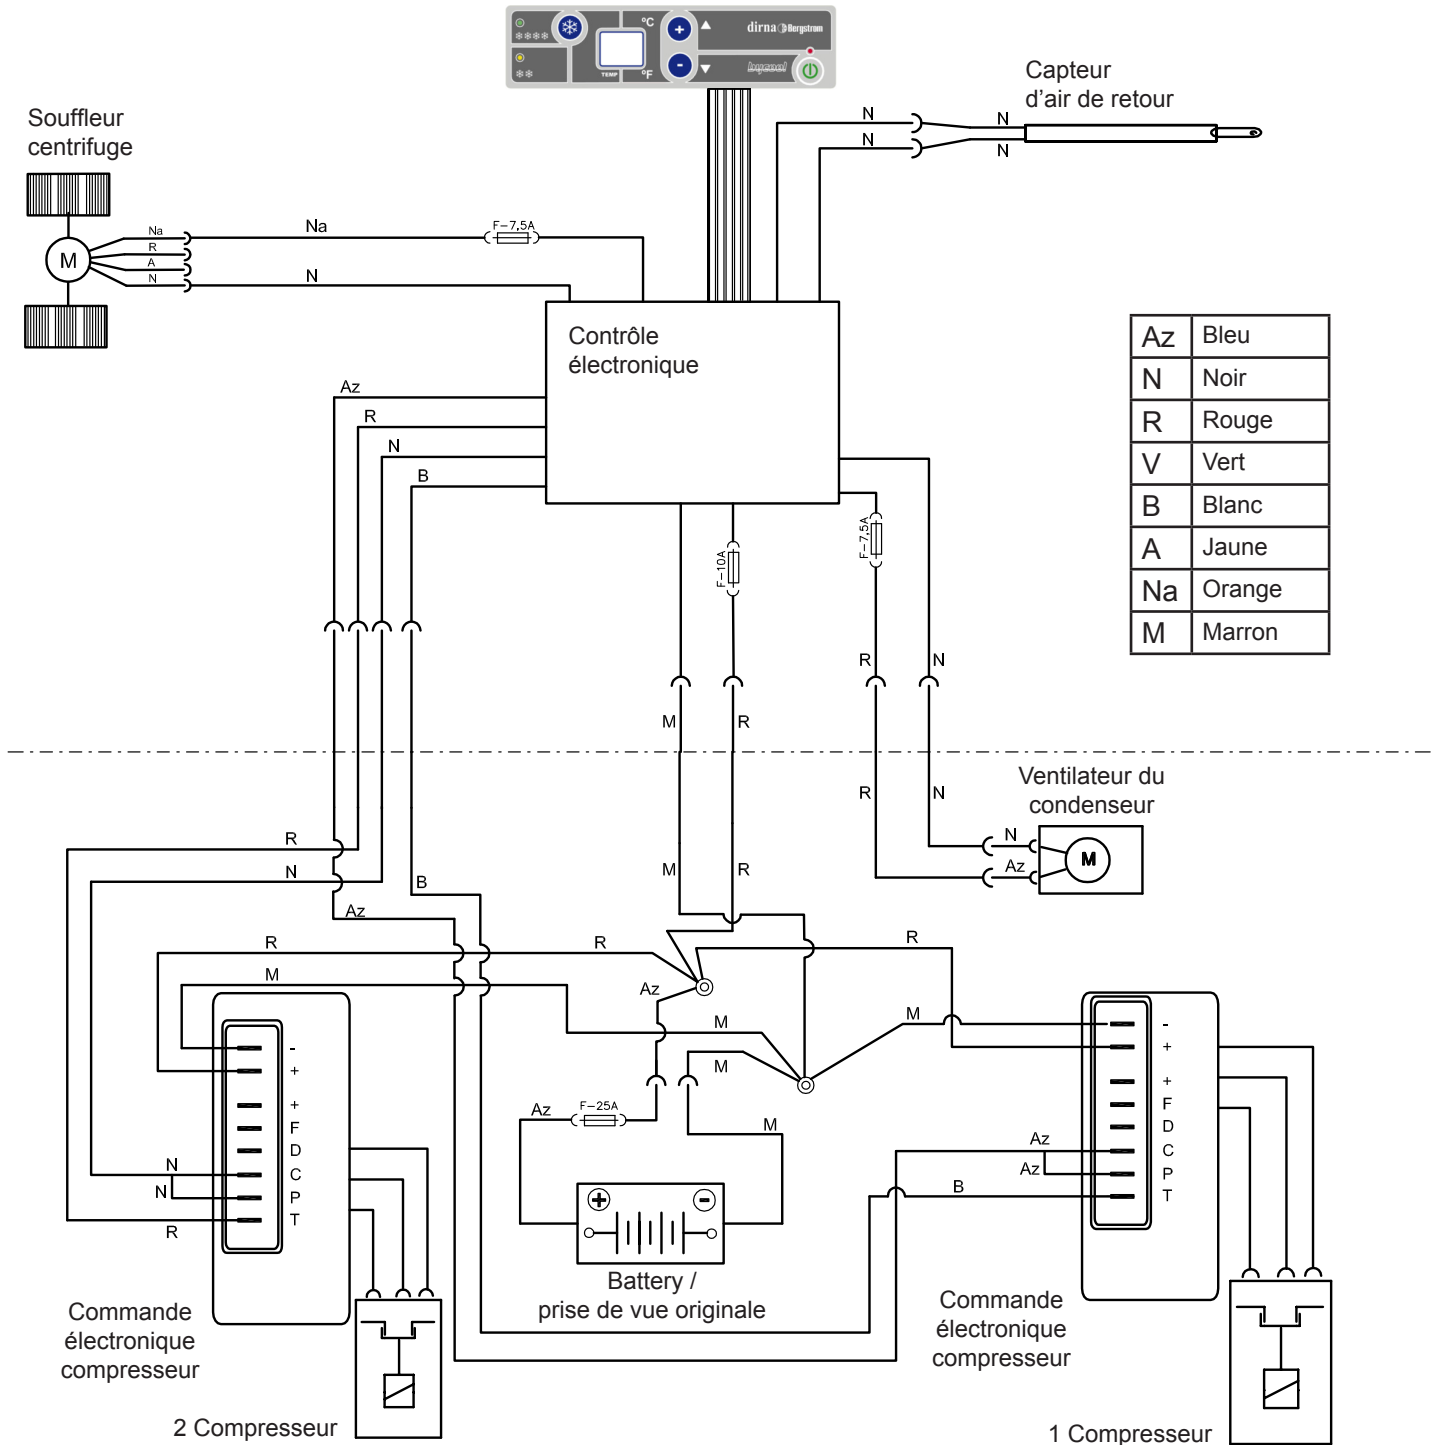 °C
+
dirna Bergstrom
TEMP
°F
-
bycool
Capteur
d'air de retour
N
N
N
N
Souffleur
centrifuge
M
Na
R
A
N
Na
F-7,5A
N
Contrôle
électronique
Az Bleu
N Noir
R Rouge
V Vert
B Blanc
A Jaune
Na Orange
M Marron
Az
R
N
B
F-10A
F-7,5A
R
N
M
R
Ventilateur du
condenseur
R
N
N
Az
M
R
N
B
Az
M
R
R
R
R
M
Az
M
M
M
-
+
+
F
D
C
P
T
N
N
R
Az
F-25A
M
+
-
Battery /
prise de vue originale
-
+
+
F
D
C
P
T
Az
Az
B
Commande
électronique
compresseur
2 Compresseur
Commande
électronique
compresseur
1 Compresseur